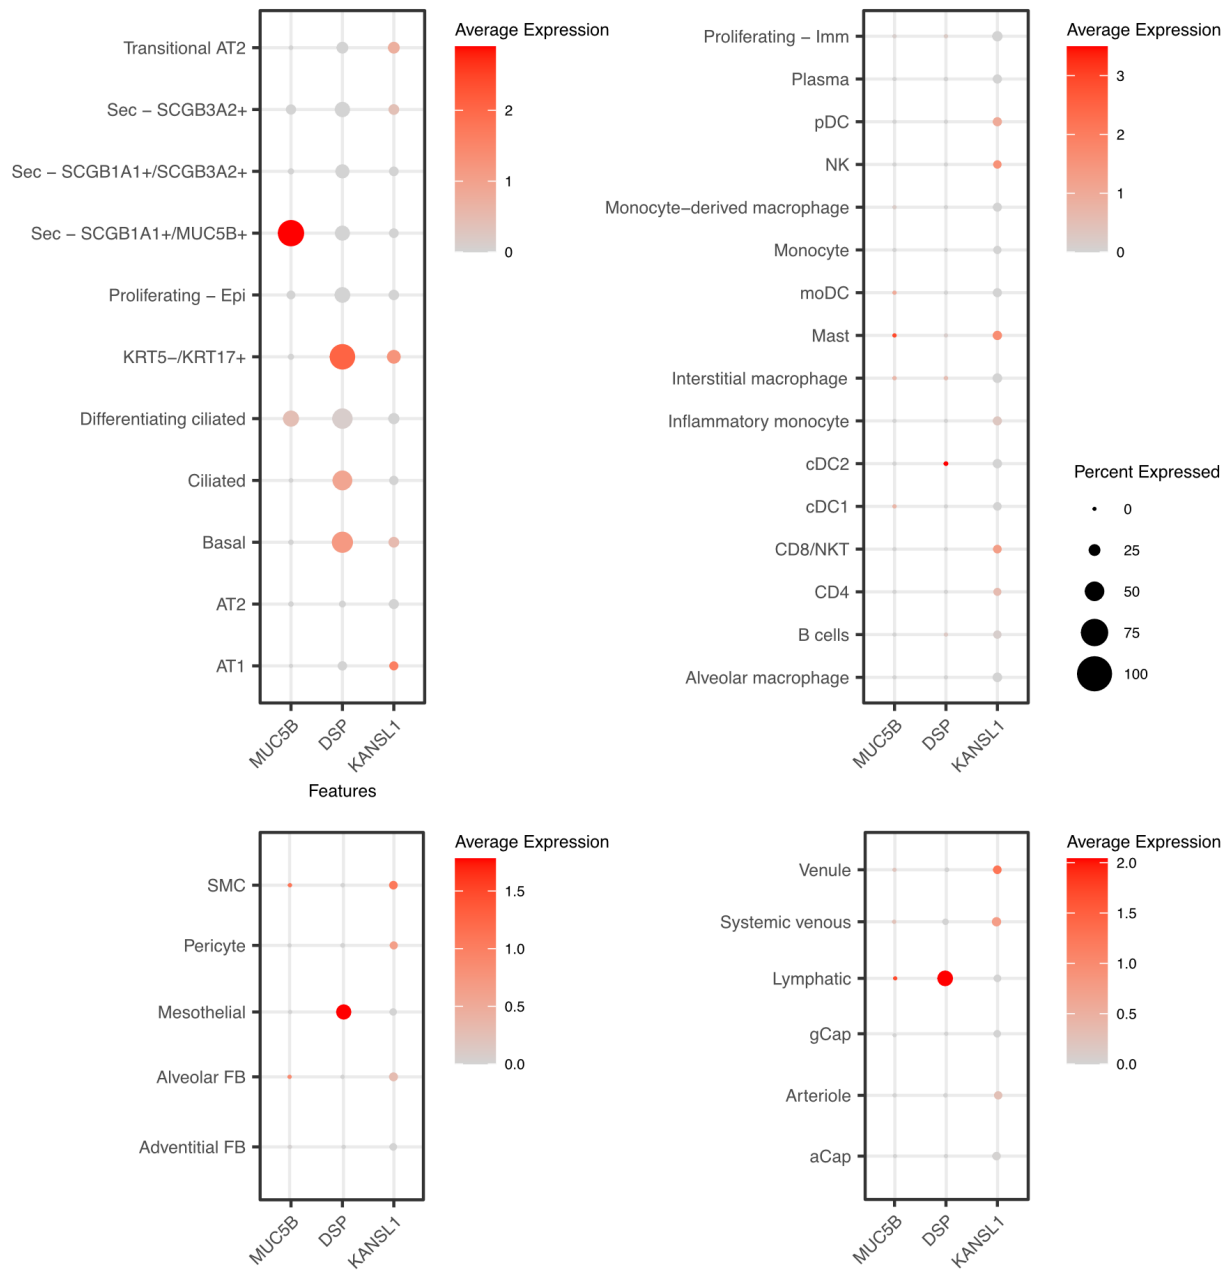 Transitional AT2
Sec − SCGB3A2+
Sec − SCGB1A1+/SCGB3A2+
Sec − SCGB1A1+/MUC5B+
Proliferating − Epi
KRT5−/KRT17+
Differentiating ciliated
Ciliated
Basal
AT2
AT1
MUC5B
DSP
KANSL1
Features
Average Expression
2
1
0
Proliferating − Imm
Plasma
pDC
NK
Monocyte−derived macrophage
Monocyte
moDC
Mast
Interstitial macrophage
Inflammatory monocyte
cDC2
cDC1
CD8/NKT
CD4
B cells
Alveolar macrophage
MUC5B
DSP
KANSL1
Average Expression
3
2
1
0
Percent Expressed
0
25
50
75
100
SMC
Pericyte
Mesothelial
Alveolar FB
Adventitial FB
MUC5B
DSP
KANSL1
Average Expression
1.5
1.0
0.5
0.0
Venule
Systemic venous
Lymphatic
gCap
Arteriole
aCap
MUC5B
DSP
KANSL1
Average Expression
2.0
1.5
1.0
0.5
0.0